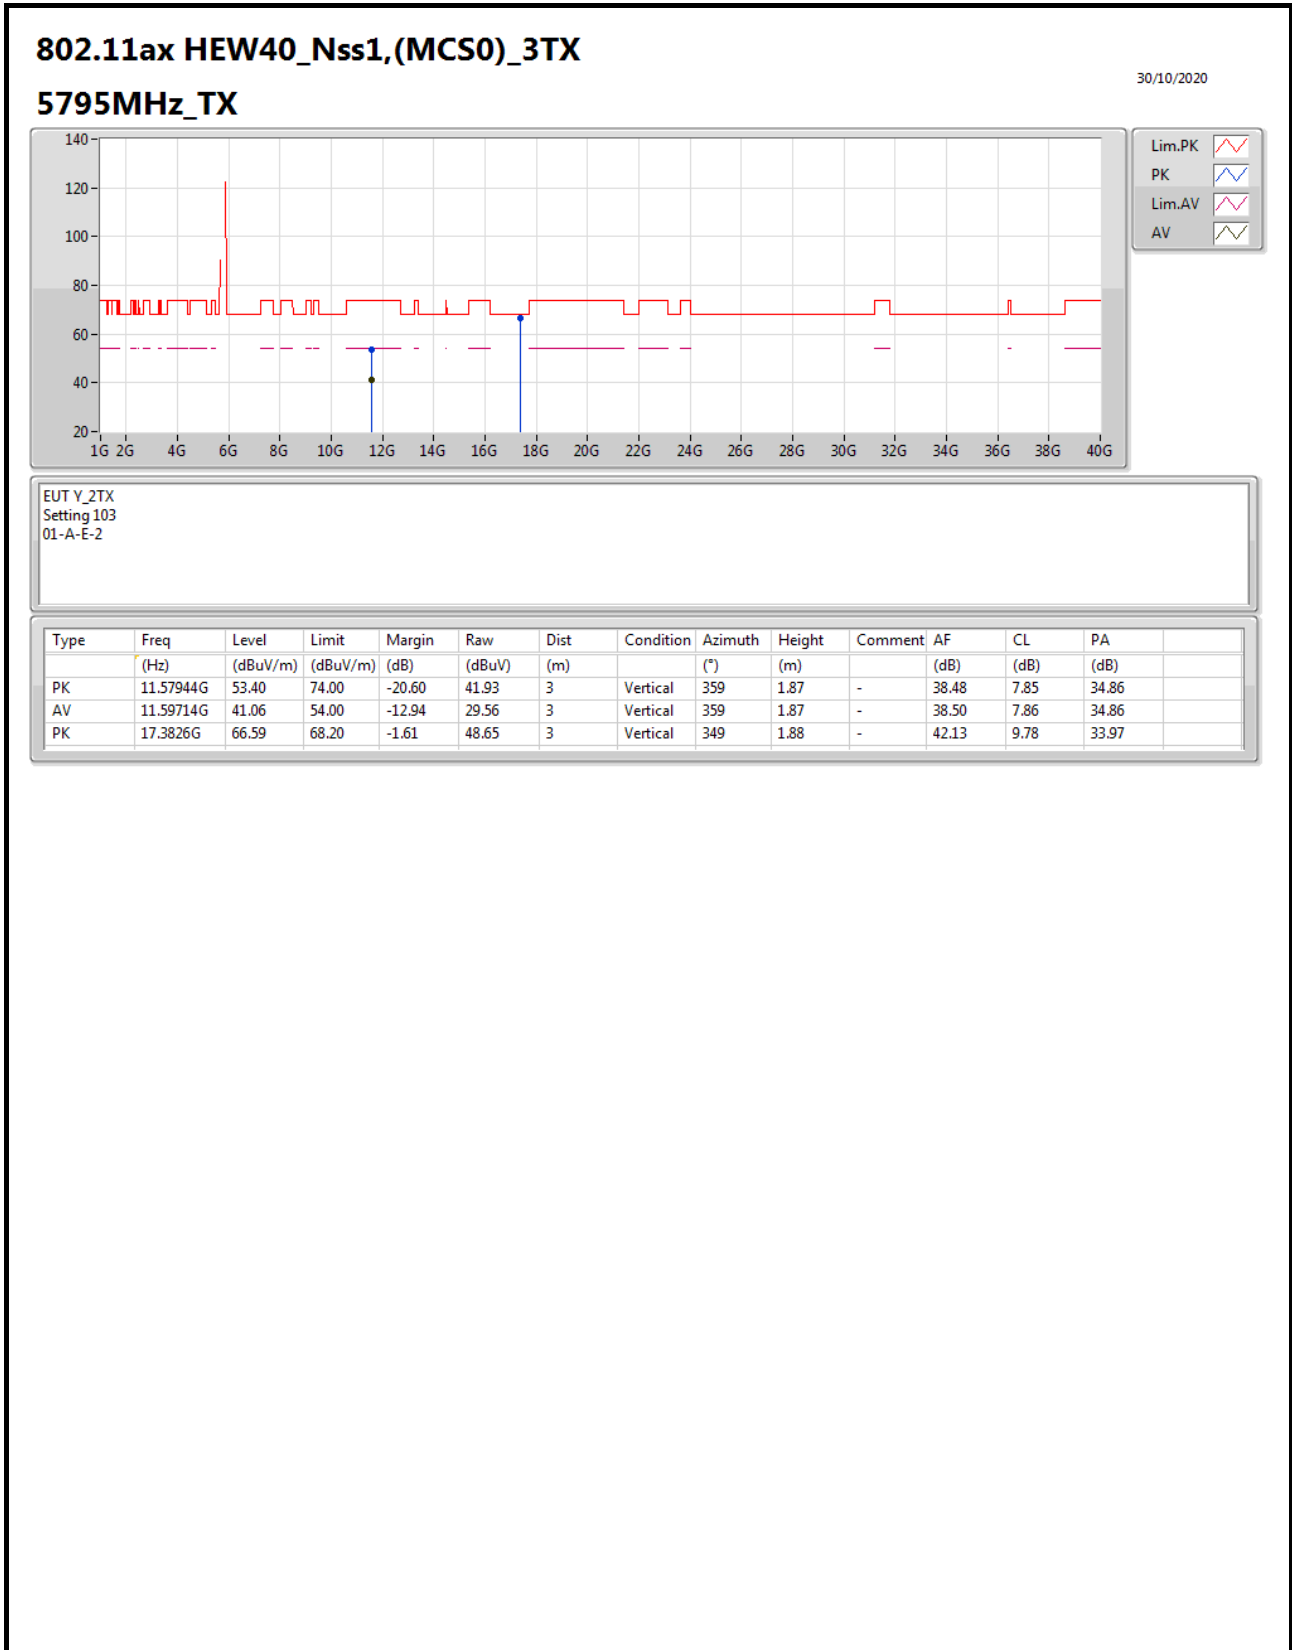 802.11ax HEW40_Nss1,(MCS0)_3TX
30/10/2020
5795MHz_TX
140
120
100
80
60
40
20
1G 2G 4G 6G 8G 10G 12G 14G 16G 18G 20G 22G 24G 26G 28G 30G 32G 34G 36G 38G 40G
Lim.PK
PK
Lim.AV
AV
EUT Y_2TX
Setting 103
01-A-E-2
Type Freq Level Limit Margin Raw Dist Condition Azimuth Height Comment AF CL PA
(Hz) (dBuV/m) (dBuV/m) (dB) (dBuV) (m) (°) (m) (dB) (dB) (dB)
PK 11.57944G 53.40 74.00 -20.60 41.93 3 Vertical 359 1.87 - 38.48 7.85 34.86
AV 11.59714G 41.06 54.00 -12.94 29.56 3 Vertical 359 1.87 - 38.50 7.86 34.86
PK 17.3826G 66.59 68.20 -1.61 48.65 3 Vertical 349 1.88 - 42.13 9.78 33.97